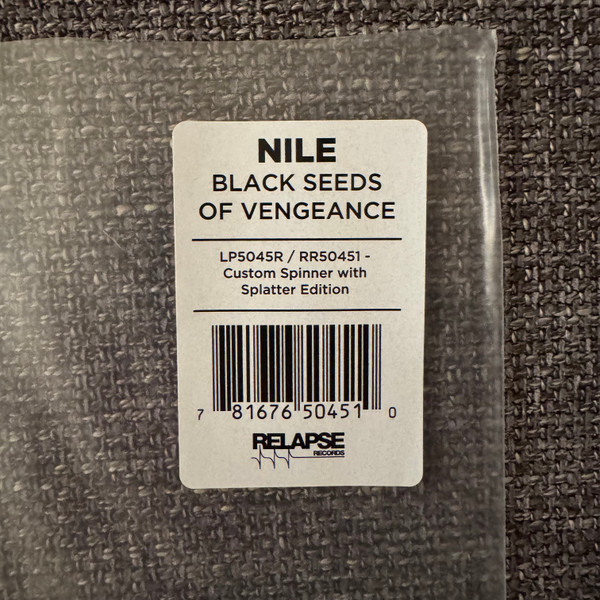 NILE
BLACK SEEDS
OF VENGEANCE
LP5045R / RR50451 -
Custom Spinner with
Splatter Edition
7 81676 50451 0
RELAPSE
RECORDS